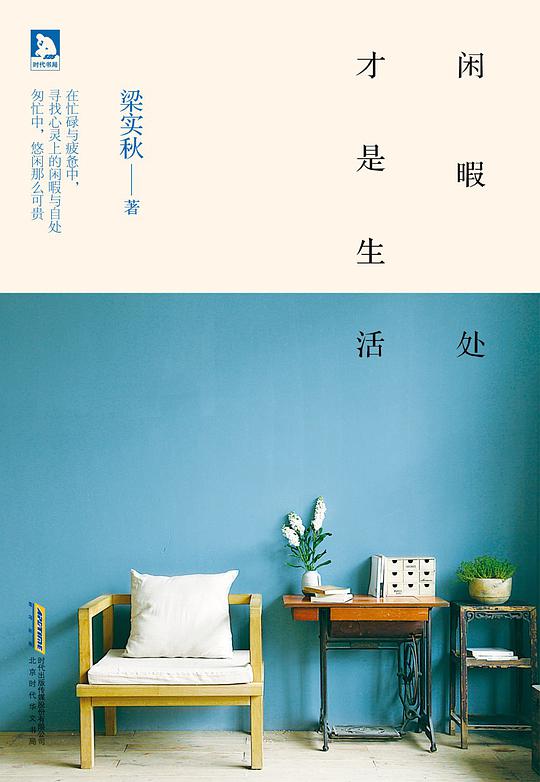 闲暇处
才是生活
梁实秋——著
在忙碌与疲惫中,
寻找心灵上的闲暇与自处
匆忙中,悠闲那么可贵
时代书局
时代出版传媒股份有限公司
北京时代华文书局